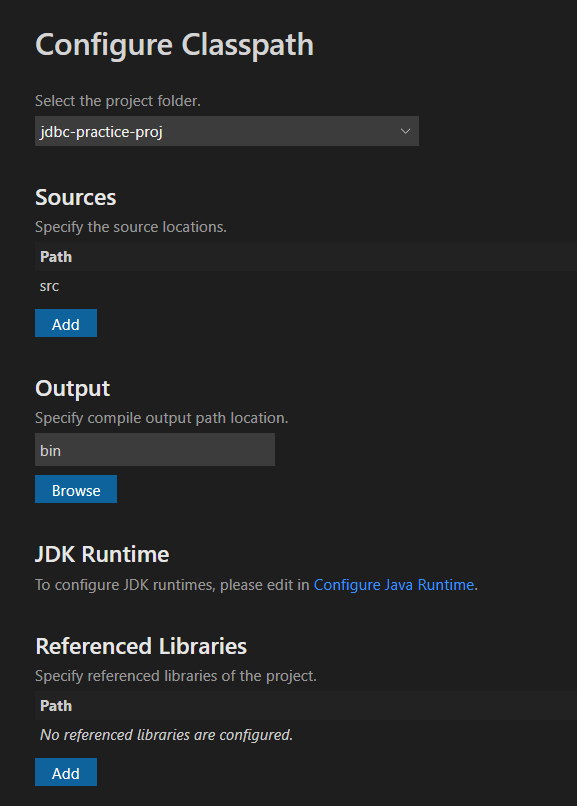 Configure Classpath
Select the project folder.
jdbc-practice-proj
Sources
Specify the source locations.
Path
src
Add
Output
Specify compile output path location.
bin
Browse
JDK Runtime
To configure JDK runtimes, please edit in Configure Java Runtime.
Referenced Libraries
Specify referenced libraries of the project.
Path
No referenced libraries are configured.
Add